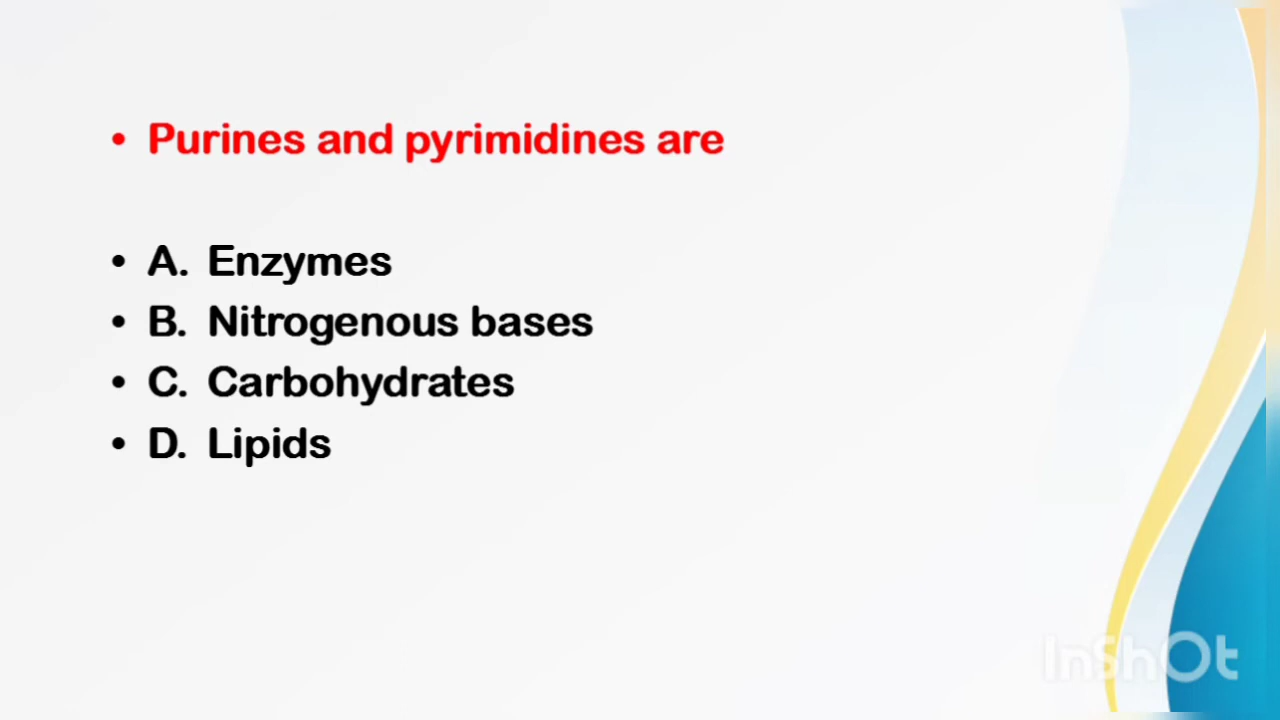 • Purines and pyrimidines are
• A. Enzymes
• B. Nitrogenous bases
• C. Carbohydrates
• D. Lipids
InShOt